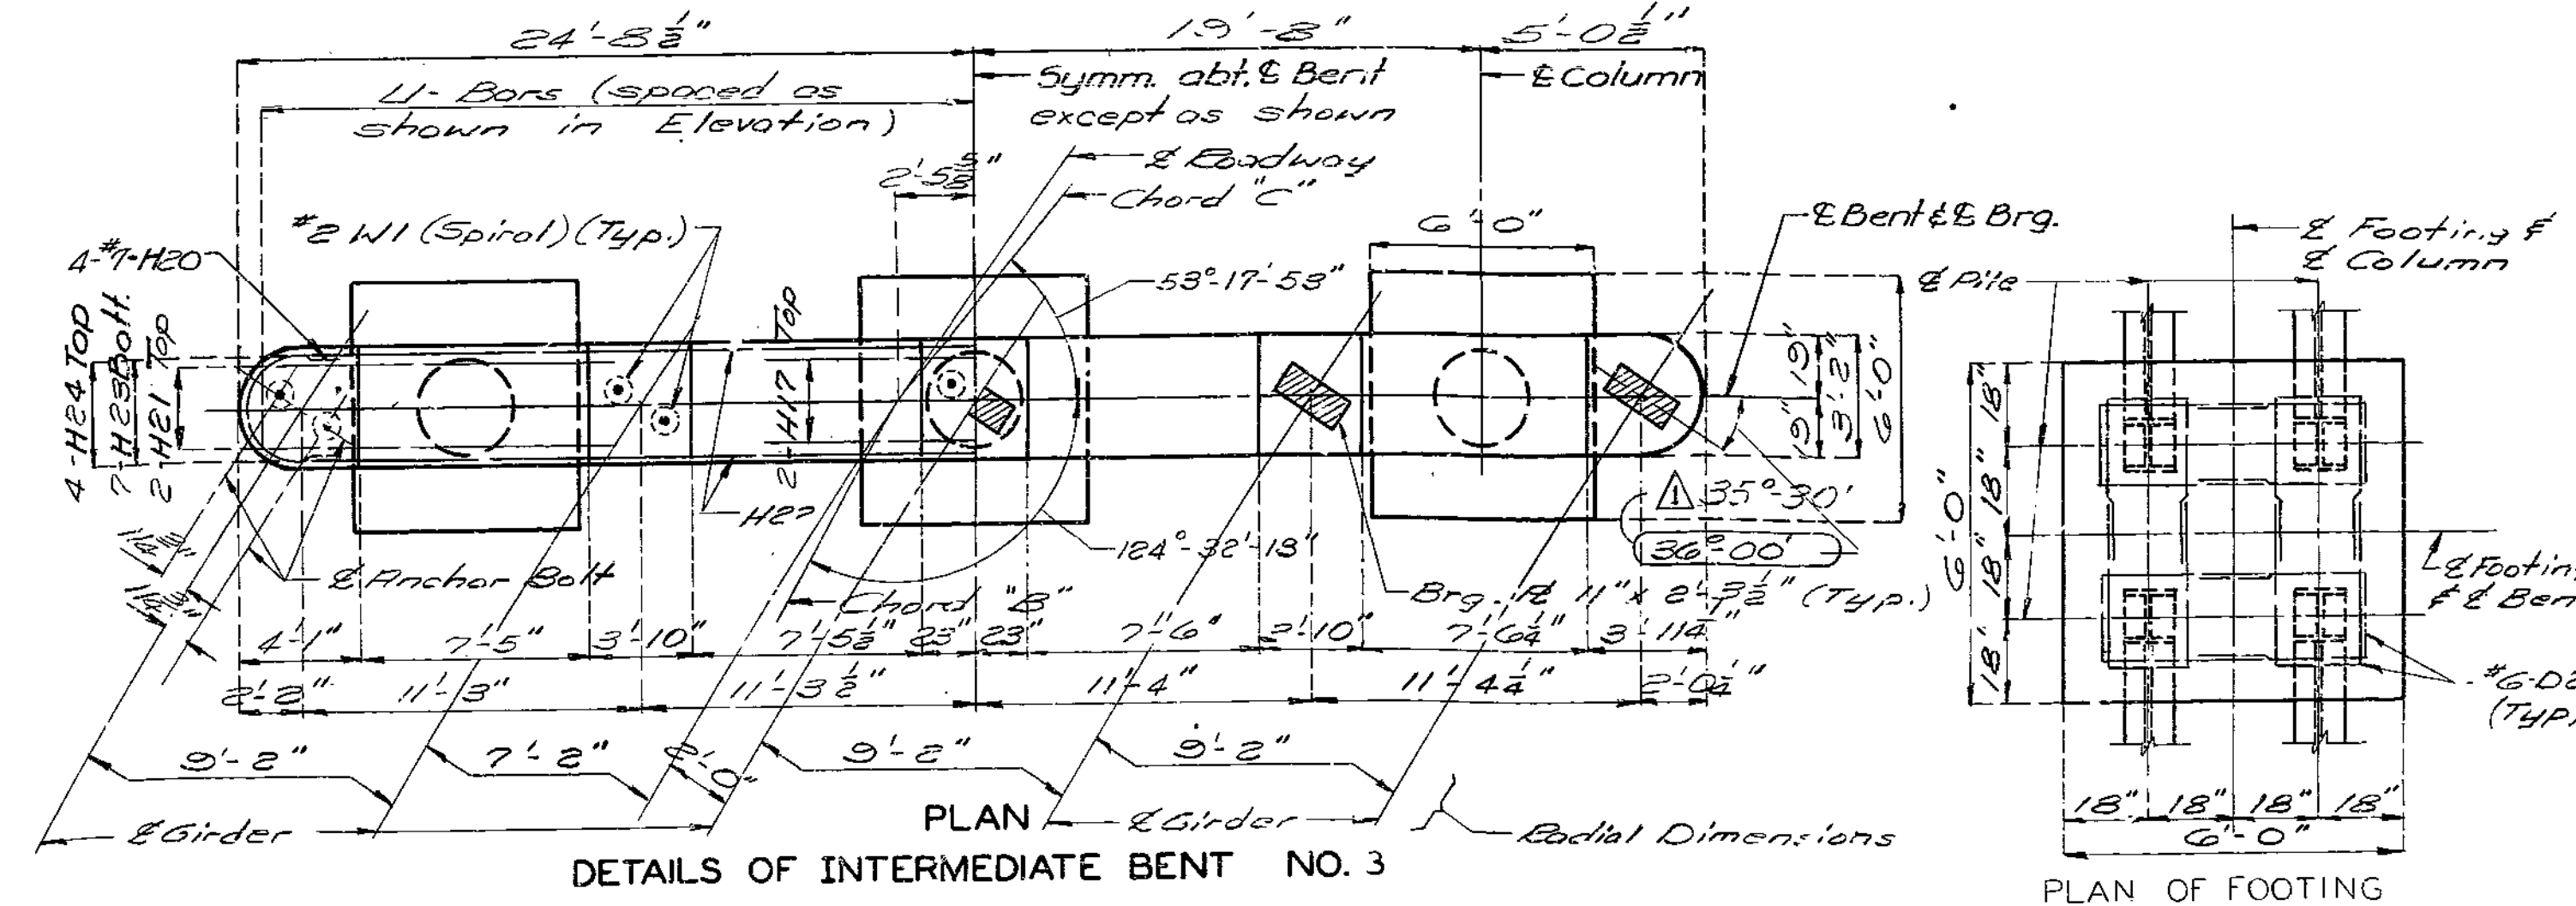 24'-8½"
19'-8"
5'-0½"
U-Bars (spaced as
shown in Elevation)
Symm. abt. ℄ Bent
except as shown
℄ Column
2'-5⅝"
℄ Roadway
Chord "C"
#2 W1 (Spiral) (Typ.)
6'-0"
℄ Bent & ℄ Brg.
4-#7-H20
53°-17'-53"
4-H24 Top
7-H23 Bott.
2-H21 Top
2-H17 Top
19"
19"
3'-2"
6'-0"
H22
35°-30'
36°-00'
124°-32'-13"
℄ Anchor Bolt
Chord "B"
Brg. ℄ 11" x 2'-3½" (Typ.)
4'-1"
7'-5"
3'-10"
7'-5½"
23"
23"
7'-6"
2'-10"
7'-6¼"
3'-11¼"
2'-2"
11'-3"
11'-3½"
11'-4"
11'-4¼"
2'-0¼"
9'-2"
7'-2"
2'-0"
9'-2"
9'-2"
℄ Girder
℄ Girder
Radial Dimensions
PLAN
DETAILS OF INTERMEDIATE BENT NO. 3
℄ Footing &
℄ Column
℄ Pile
18"
18"
18"
18"
6'-0"
℄ Footin
& ℄ Ben
#6-D2
(Typ.)
18"
18"
18"
18"
6'-0"
PLAN OF FOOTING